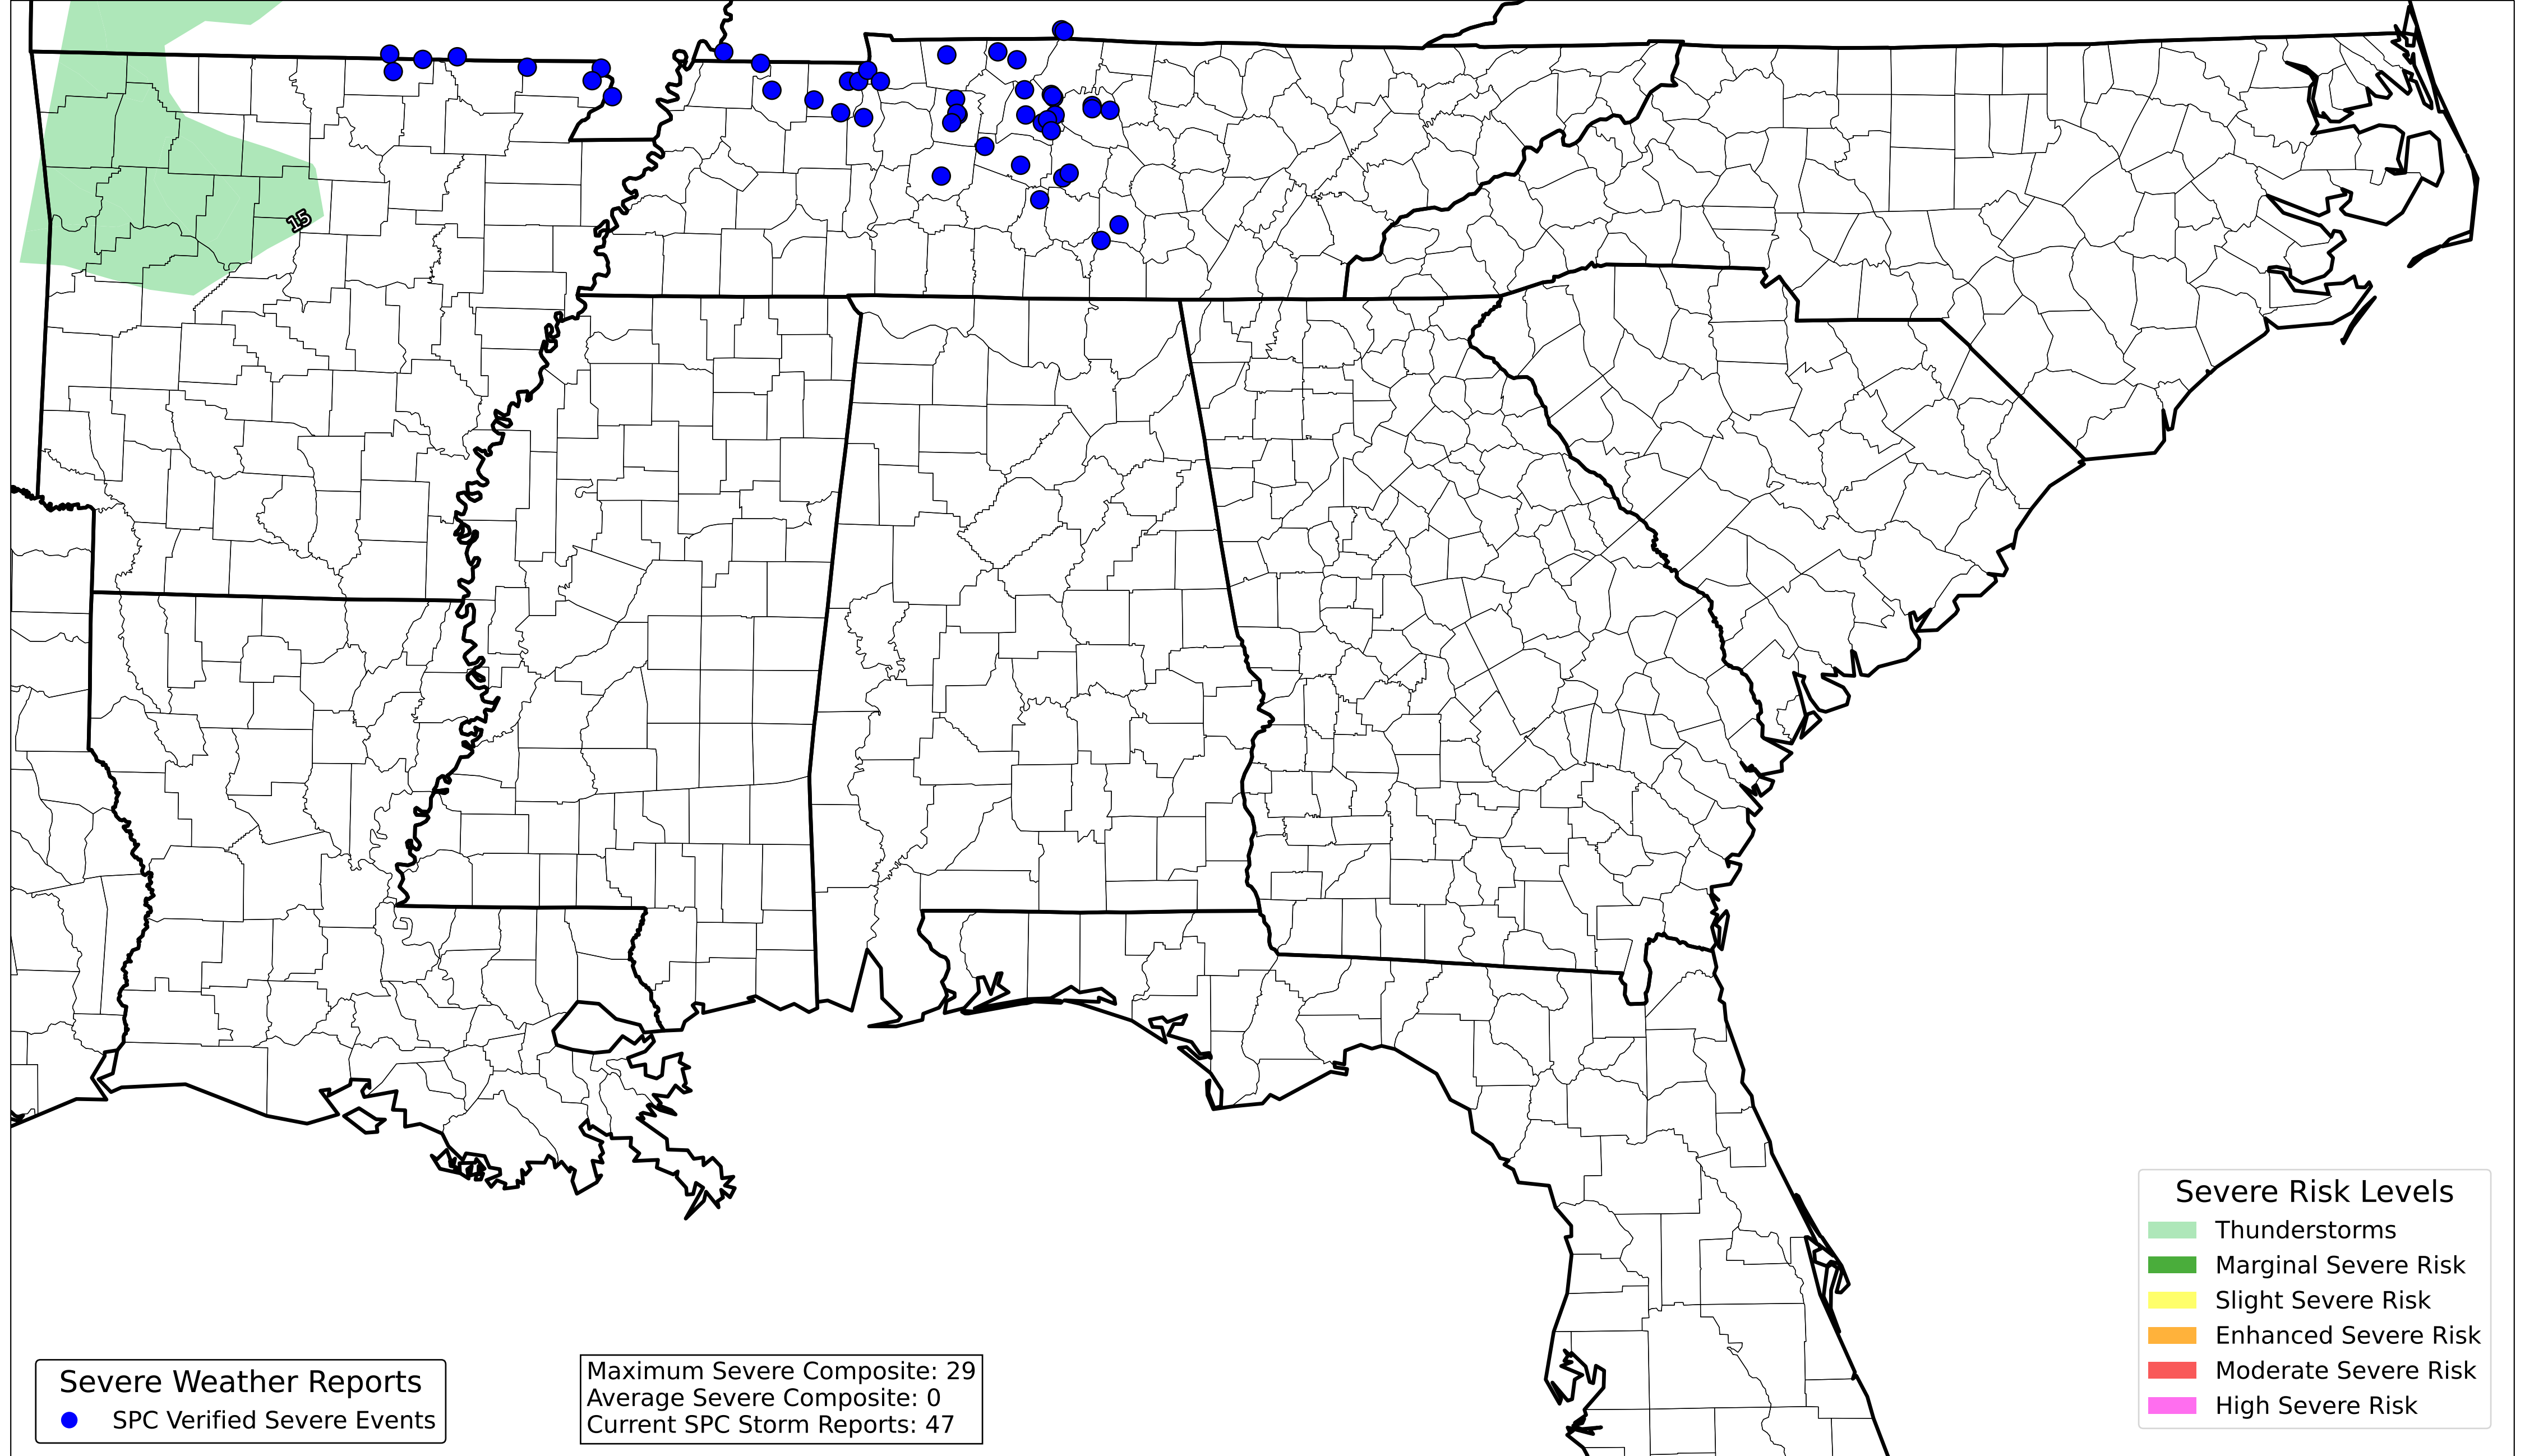 15
Severe Weather Reports
SPC Verified Severe Events
Maximum Severe Composite: 29
Average Severe Composite: 0
Current SPC Storm Reports: 47
Severe Risk Levels
Thunderstorms
Marginal Severe Risk
Slight Severe Risk
Enhanced Severe Risk
Moderate Severe Risk
High Severe Risk